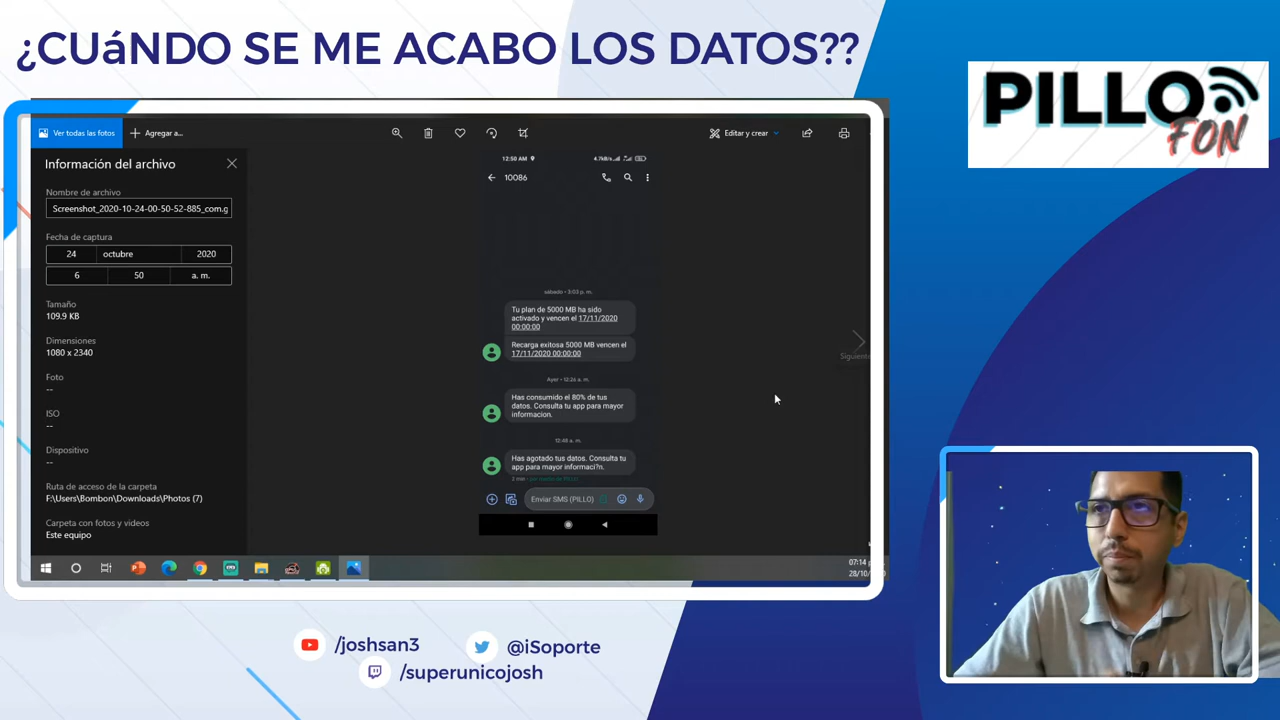 ¿CUáNDO SE ME ACABO LOS DATOS??
PILLO
FON
Ver todas las fotos
Agregar a...
Editar y crear
Información del archivo
Nombre de archivo
Screenshot_2020-10-24-00-50-52-885_com.g
Fecha de captura
24 octubre 2020
6 50 a. m.
Tamaño
109.9 KB
Dimensiones
1080 x 2340
Foto
--
ISO
--
Dispositivo
--
Ruta de acceso de la carpeta
F:\Users\Bombon\Downloads\Photos (7)
Carpeta con fotos y videos
Este equipo
12:50 AM
4.7kB/s
10086
sábado • 3:03 p. m.
Tu plan de 5000 MB ha sido
activado y vencen el 17/11/2020
00:00:00
Recarga exitosa 5000 MB vencen el
17/11/2020 00:00:00
Ayer • 12:26 a. m.
Has consumido el 80% de tus
datos. Consulta tu app para mayor
informacion.
12:48 a. m.
Has agotado tus datos. Consulta tu
app para mayor informaci?n.
2 min •
Enviar SMS (PILLO)
Siguiente
07:14 p
28/10/
/joshsan3
@iSoporte
/superunicojosh